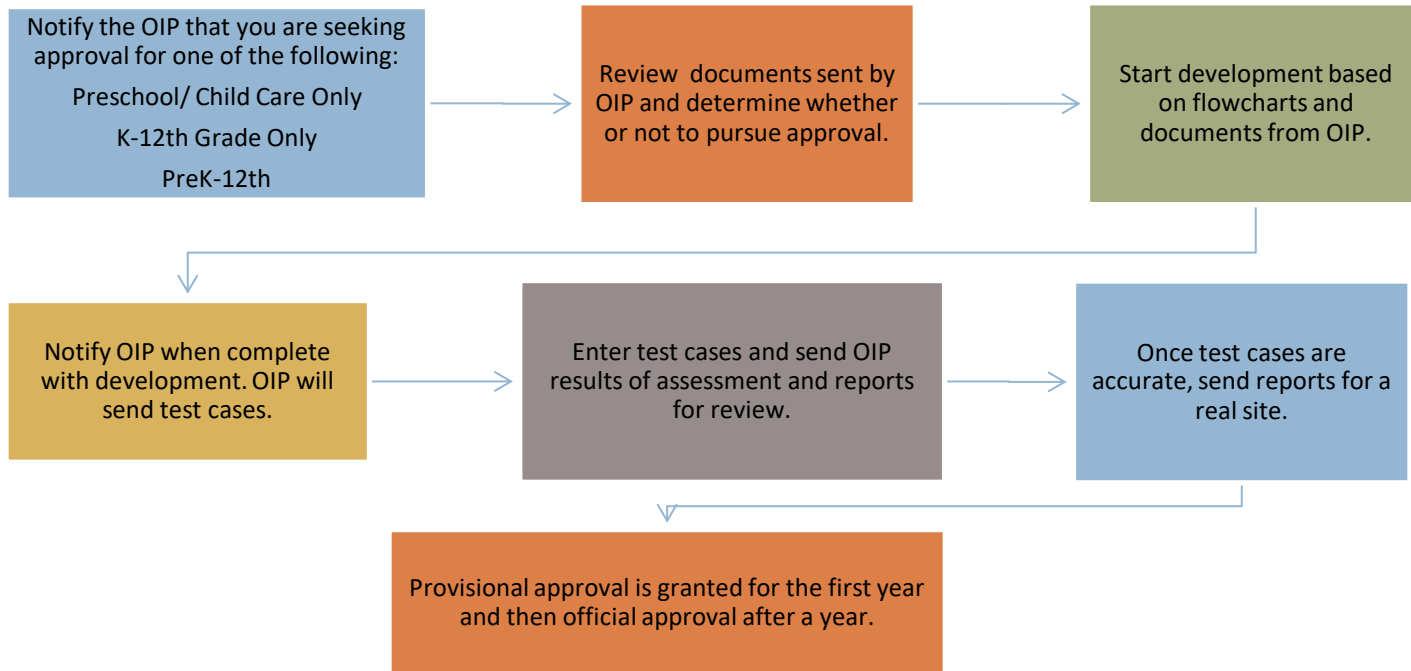 Notify the OIP that you are seeking
approval for one of the following:
Preschool/ Child Care Only
K-12th Grade Only
PreK-12th
Review documents sent by
OIP and determine whether
or not to pursue approval.
Start development based
on flowcharts and
documents from OIP.
Notify OIP when complete
with development. OIP will
send test cases.
Enter test cases and send OIP
results of assessment and reports
for review.
Once test cases are
accurate, send reports for a
real site.
Provisional approval is granted for the first year
and then official approval after a year.